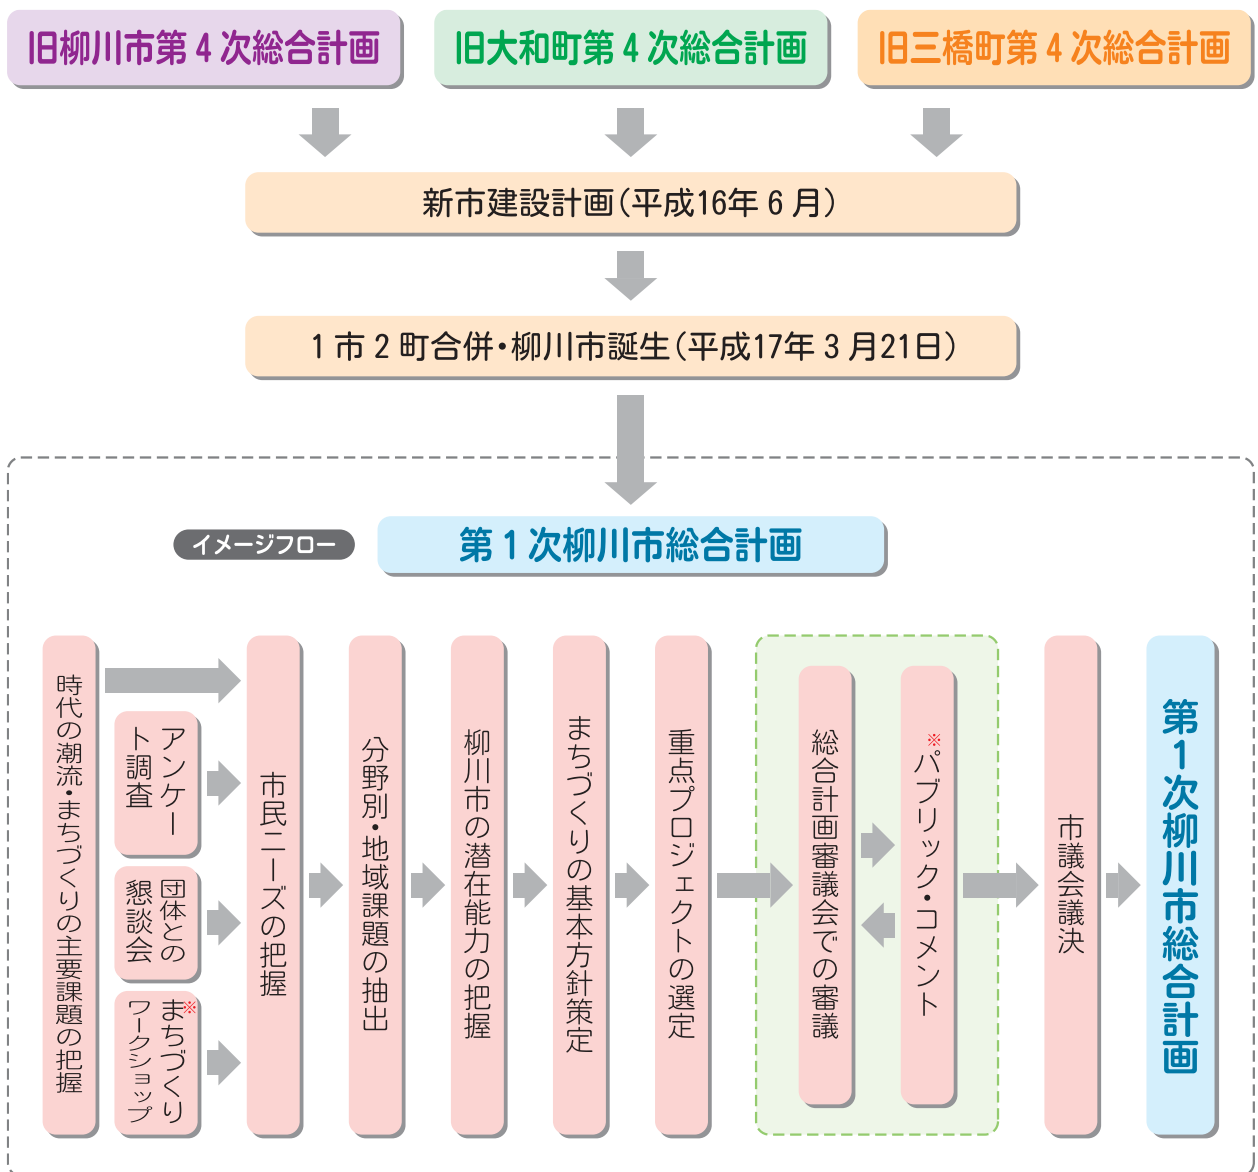 旧柳川市第4次総合計画
旧大和町第4次総合計画
旧三橋町第4次総合計画
新市建設計画（平成16年6月）
1市2町合併・柳川市誕生（平成17年3月21日）
イメージフロー
第1次柳川市総合計画
時代の潮流・まちづくりの主要課題の把握
アンケー
ト調査
団体との
懇談会
※
まちづくり
ワークショップ
市民ニーズの把握
分野別・地域課題の抽出
柳川市の潜在能力の把握
まちづくりの基本方針策定
重点プロジェクトの選定
総合計画審議会での審議
※
パブリック・コメント
市議会議決
第1次柳川市総合計画